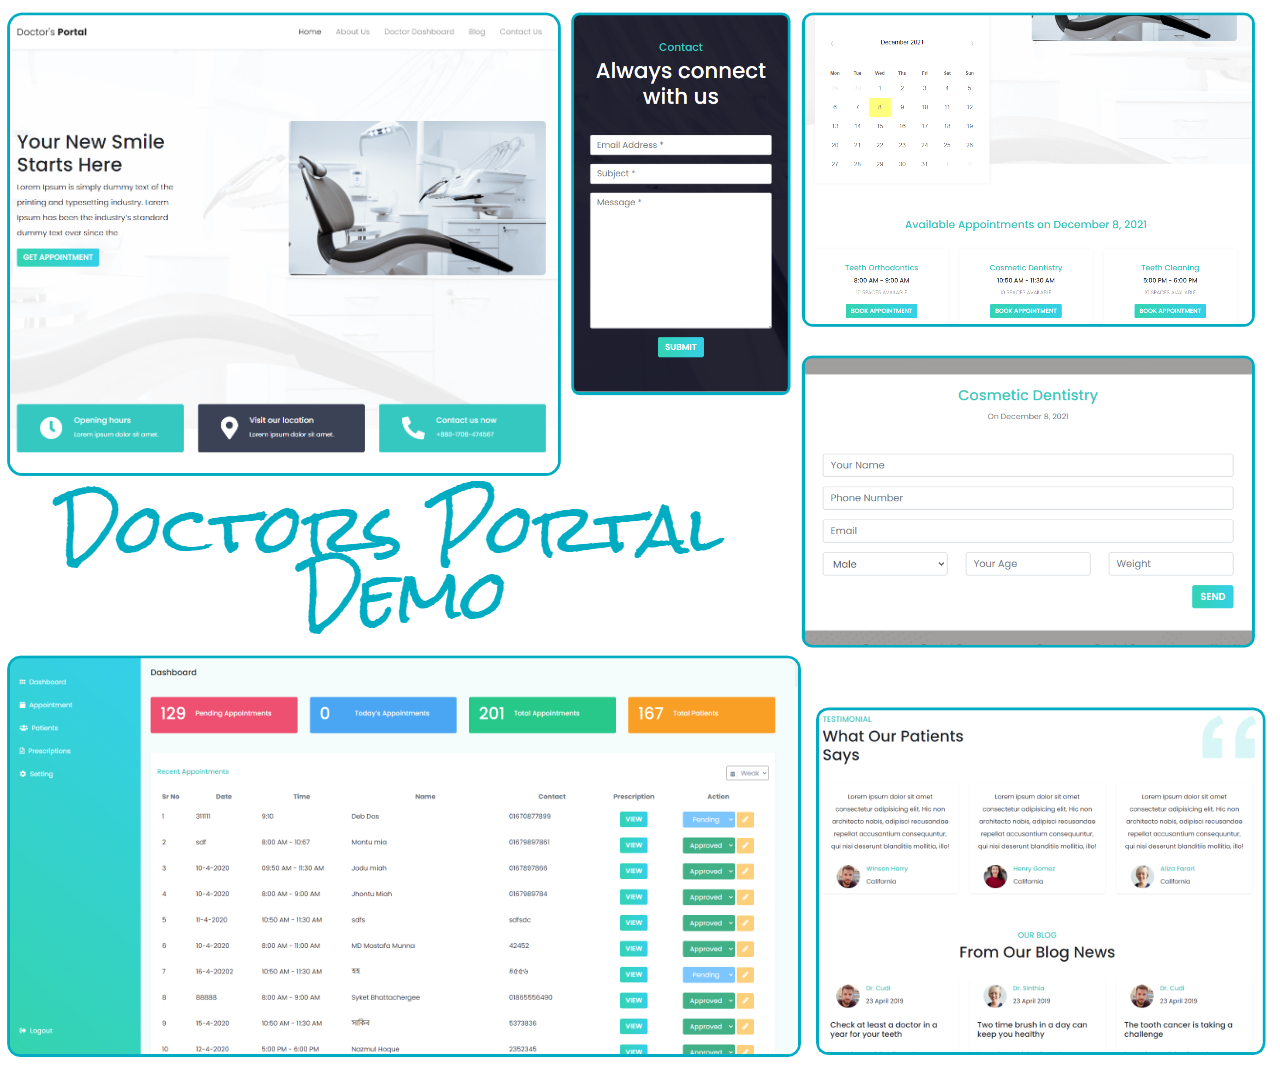 Doctor's Portal
Home About Us Doctor Dashboard Blog Contact Us
Your New Smile
Starts Here
Lorem Ipsum is simply dummy text of the
printing and typesetting industry. Lorem
Ipsum has been the industry's standard
dummy text ever since the
GET APPOINTMENT
Opening hours
Lorem ipsum dolor sit amet.
Visit our location
Lorem ipsum dolor sit amet.
Contact us now
+880-1708-474567
Contact
Always connect
with us
Email Address *
Subject *
Message *
SUBMIT
December 2021
Mon Tue Wed Thu Fri Sat Sun
1 2 3 4 5
6 7 8 9 10 11 12
13 14 15 16 17 18 19
20 21 22 23 24 25 26
27 28 29 30 31
Available Appointments on December 8, 2021
Teeth Orthodontics
8:00 AM - 9:00 AM
10 SPACES AVAILABLE
BOOK APPOINTMENT
Cosmetic Dentistry
10:50 AM - 11:30 AM
10 SPACES AVAILABLE
BOOK APPOINTMENT
Teeth Cleaning
5:00 PM - 6:00 PM
10 SPACES AVAILABLE
BOOK APPOINTMENT
Cosmetic Dentistry
On December 8, 2021
Your Name
Phone Number
Email
Male Your Age Weight
SEND
Doctors Portal
Demo
Dashboard
Appointment
Patients
Prescriptions
Setting
Logout
Dashboard
129 Pending Appointments
0 Today's Appointments
201 Total Appointments
167 Total Patients
Recent Appointments
Weak
Sr No Date Time Name Contact Prescription Action
1 311111 9:10 Deb Das 01670877899 VIEW Pending
2 sdf 8:00 AM - 10:67 Montu mia 01679897861 VIEW Approved
3 10-4-2020 09:50 AM - 11:30 AM Jodu miah 0167897866 VIEW Approved
4 10-4-2020 8:00 AM - 9:00 AM Jhontu Miah 0167989784 VIEW Approved
5 11-4-2020 10:50 AM - 11:30 AM sdfs sdfsdc VIEW Approved
6 10-4-2020 8:00 AM - 11:00 AM MD Mostafa Munna 42452 VIEW Approved
7 16-4-20202 10:50 AM - 11:30 AM VIEW Pending
8 88888 8:00 AM - 9:00 AM Syket Bhattachergee 01865556490 VIEW Approved
9 15-4-2020 10:50 AM - 11:30 AM সাকিব 5373836 VIEW Approved
10 12-4-2020 5:00 PM - 6:00 PM Nazmul Hoque 2352345 VIEW Approved
TESTIMONIAL
What Our Patients
Says
Lorem ipsum dolor sit amet
consectetur adipisicing elit. Hic non
architecto nobis, adipisci recusandae
repellat accusantium consequuntur,
qui nisi deserunt blanditiis mollitia, illo!
Winson Harry
California
Lorem ipsum dolor sit amet
consectetur adipisicing elit. Hic non
architecto nobis, adipisci recusandae
repellat accusantium consequuntur,
qui nisi deserunt blanditiis mollitia, illo!
Henry Gomez
California
Lorem ipsum dolor sit amet
consectetur adipisicing elit. Hic non
architecto nobis, adipisci recusandae
repellat accusantium consequuntur,
qui nisi deserunt blanditiis mollitia, illo!
Aliza Farari
California
OUR BLOG
From Our Blog News
Dr. Cudi
23 April 2019
Check at least a doctor in a
year for your teeth
Dr. Sinthia
23 April 2019
Two time brush in a day can
keep you healthy
Dr. Cudi
23 April 2019
The tooth cancer is taking a
challenge